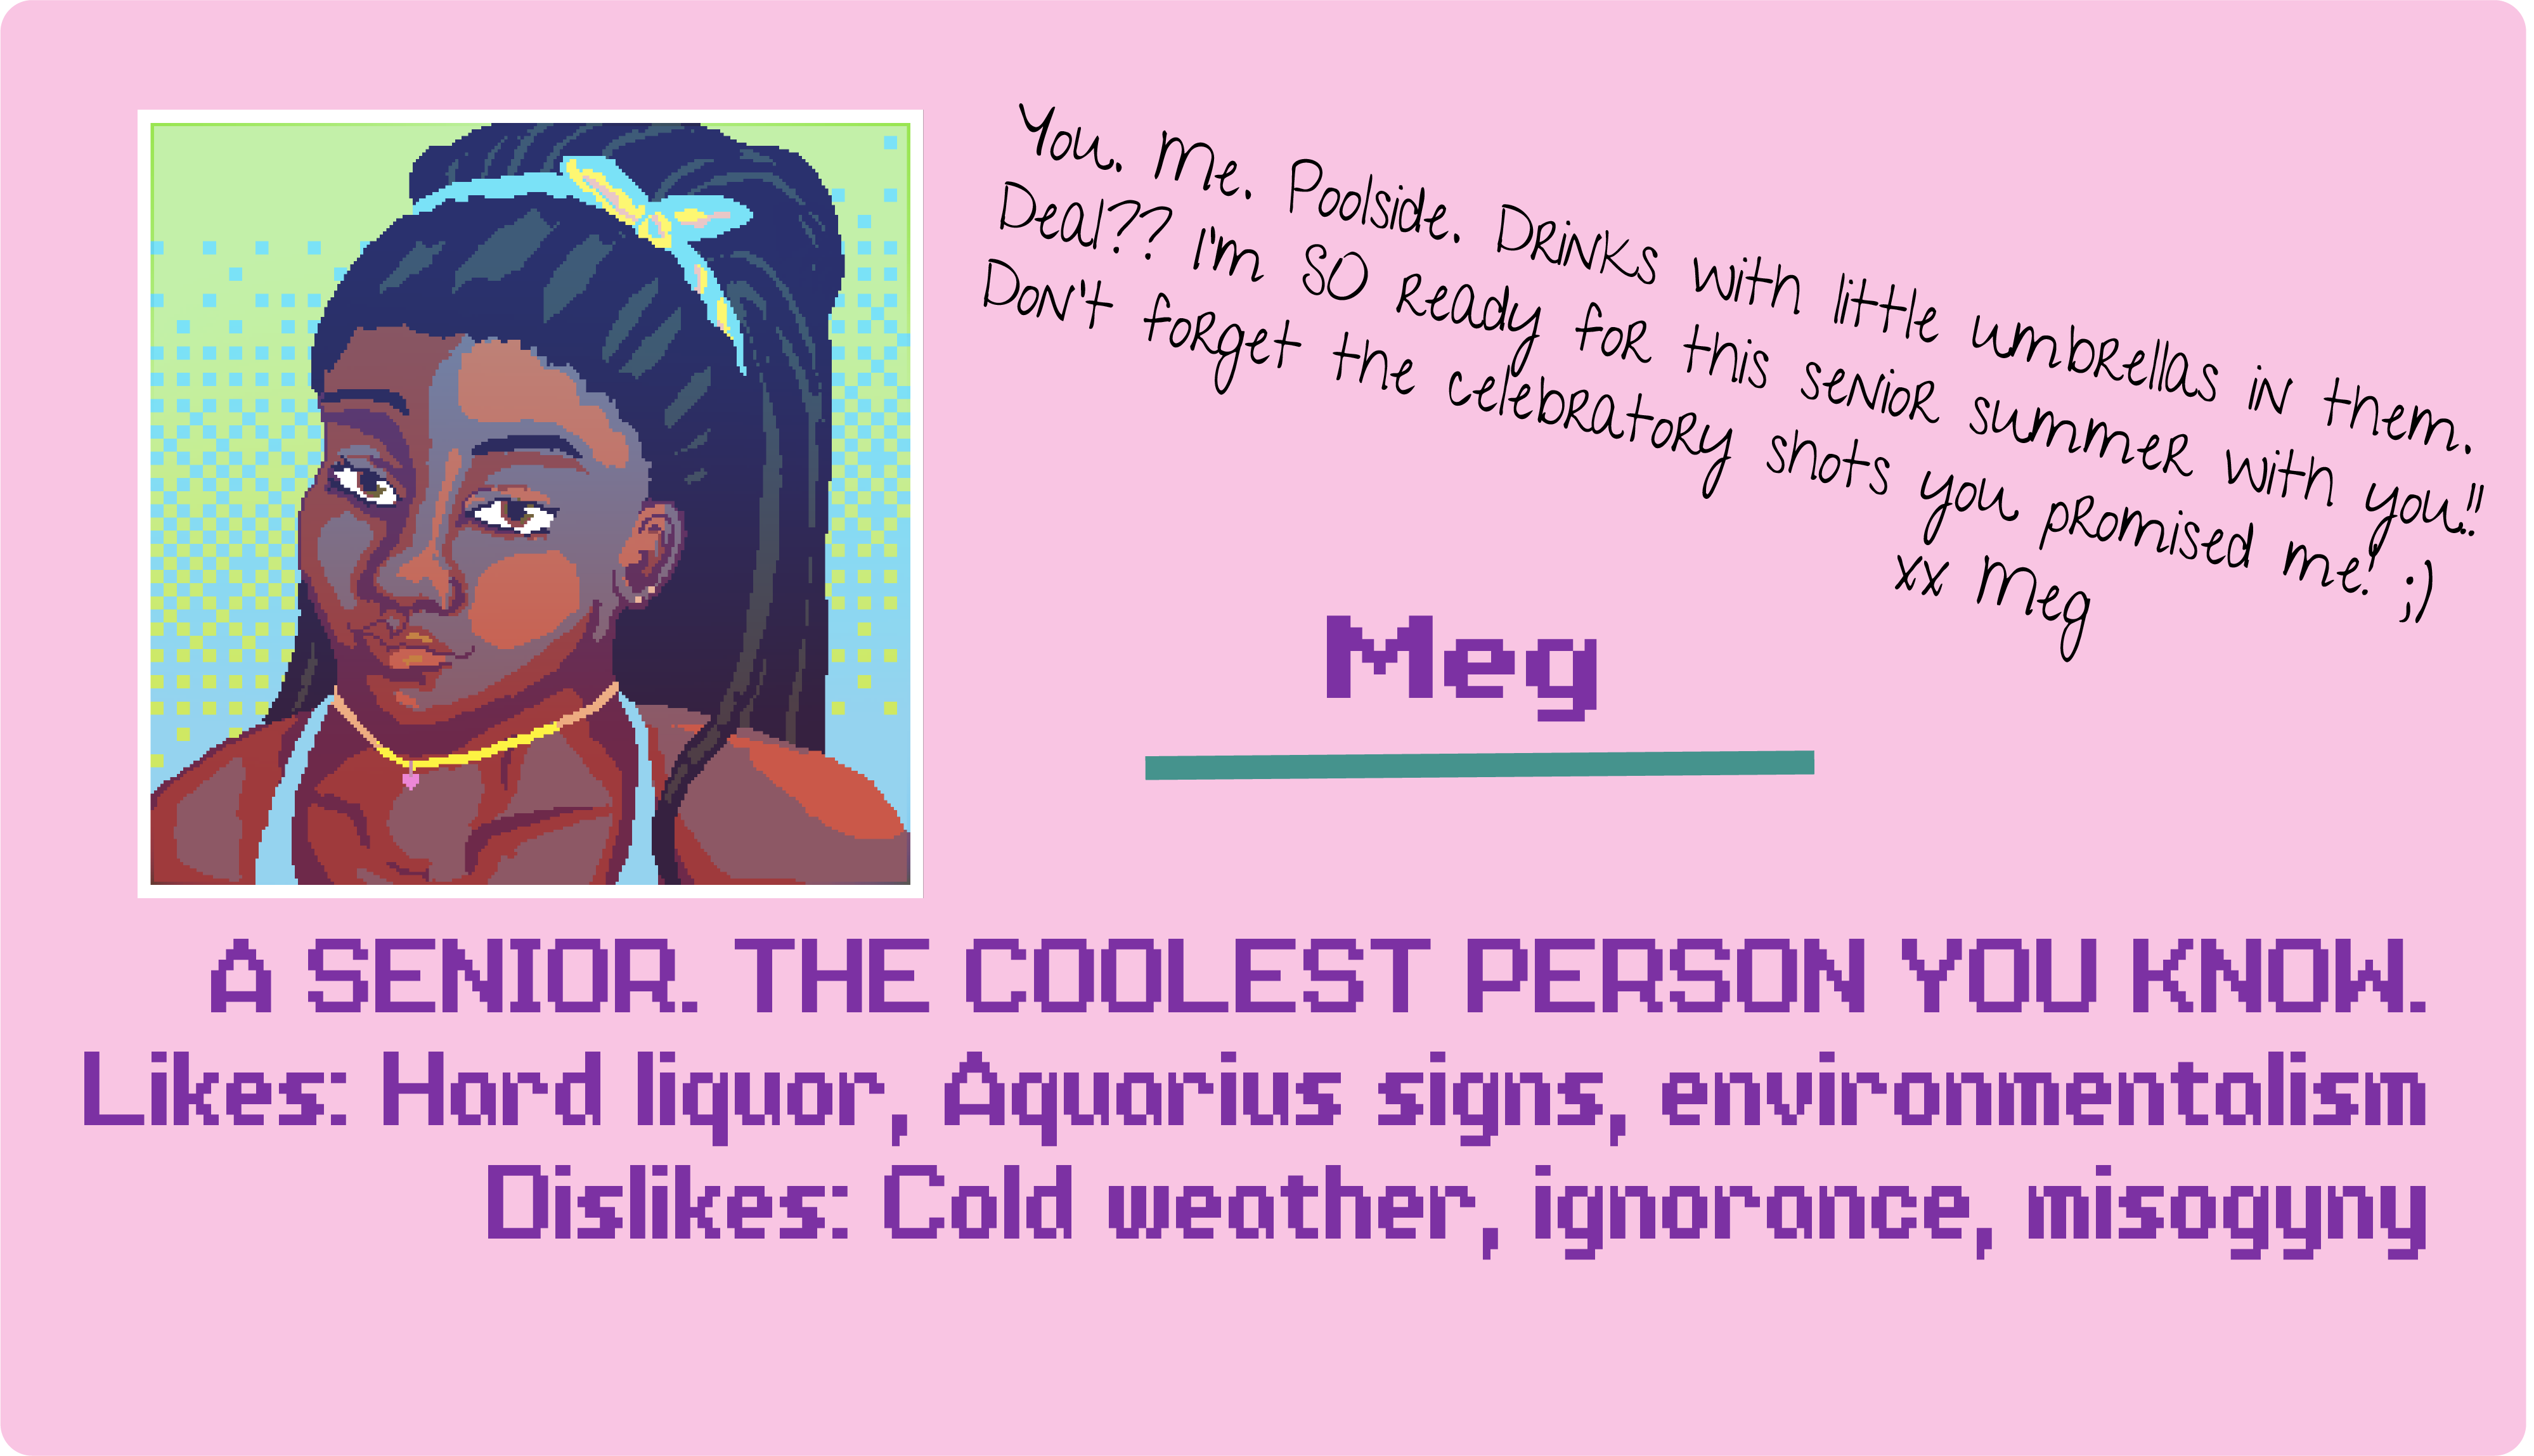 You. Me. Poolside. Drinks with little umbrellas in them.
Deal?? I'm SO ready for this senior summer with you!!
Don't forget the celebratory shots you promised me! ;)
xx Meg
Meg
A SENIOR. THE COOLEST PERSON YOU KNOW.
Likes: Hard liquor, Aquarius signs, environmentalism
Dislikes: Cold weather, ignorance, misogyny